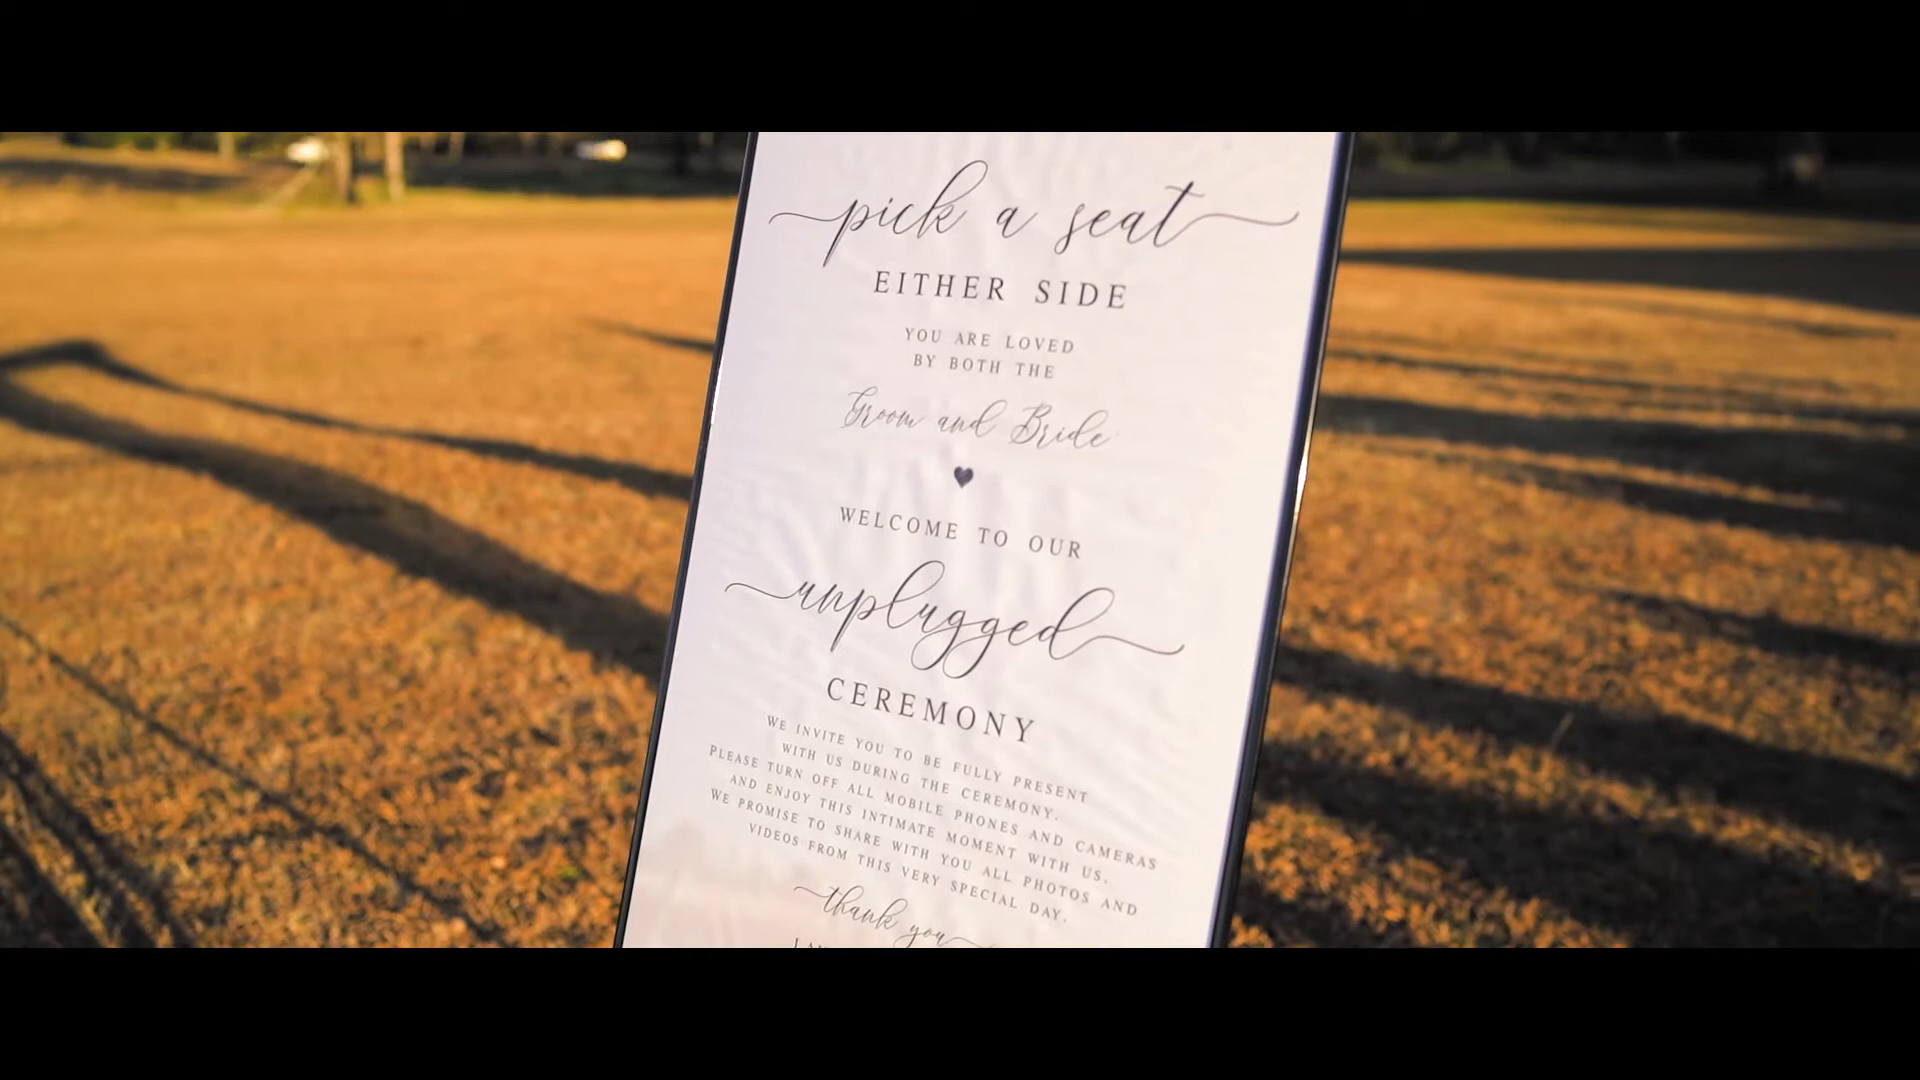 pick a seat
EITHER SIDE
YOU ARE LOVED
BY BOTH THE
Groom and Bride
WELCOME TO OUR
unplugged
CEREMONY
WE INVITE YOU TO BE FULLY PRESENT
WITH US DURING THE CEREMONY.
PLEASE TURN OFF ALL MOBILE PHONES AND CAMERAS
AND ENJOY THIS INTIMATE MOMENT WITH US.
WE PROMISE TO SHARE WITH YOU ALL PHOTOS AND
VIDEOS FROM THIS VERY SPECIAL DAY.
thank you